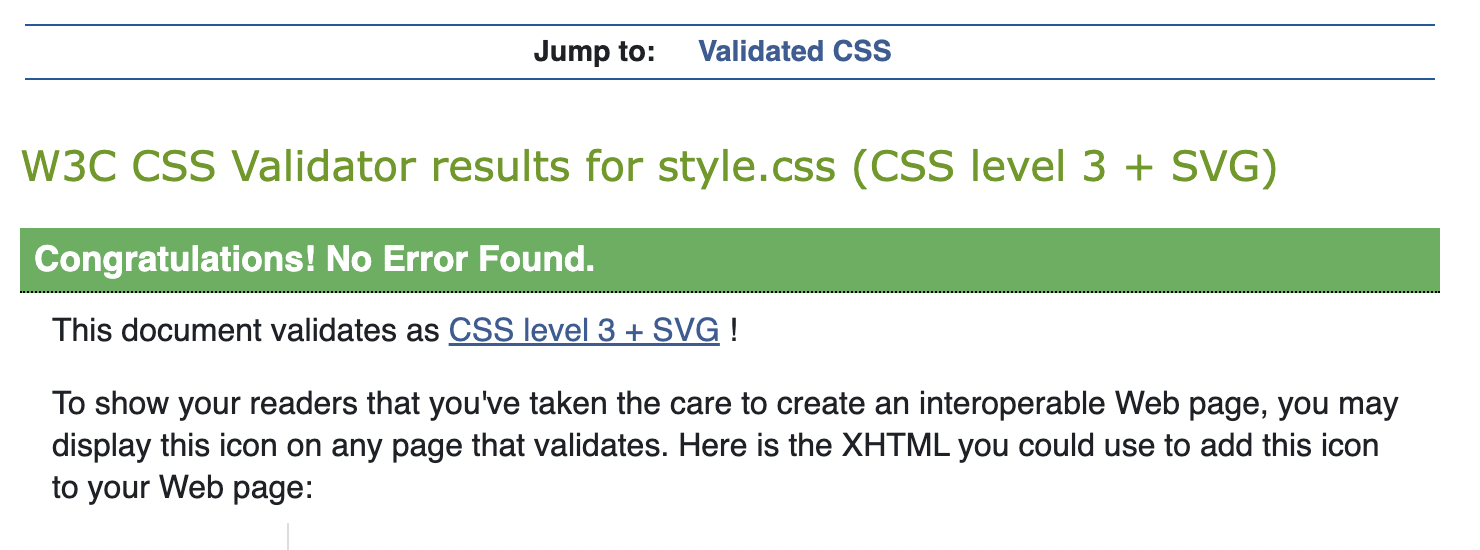 Jump to: Validated CSS
W3C CSS Validator results for style.css (CSS level 3 + SVG)
Congratulations! No Error Found.
This document validates as CSS level 3 + SVG !
To show your readers that you've taken the care to create an interoperable Web page, you may
display this icon on any page that validates. Here is the XHTML you could use to add this icon
to your Web page: